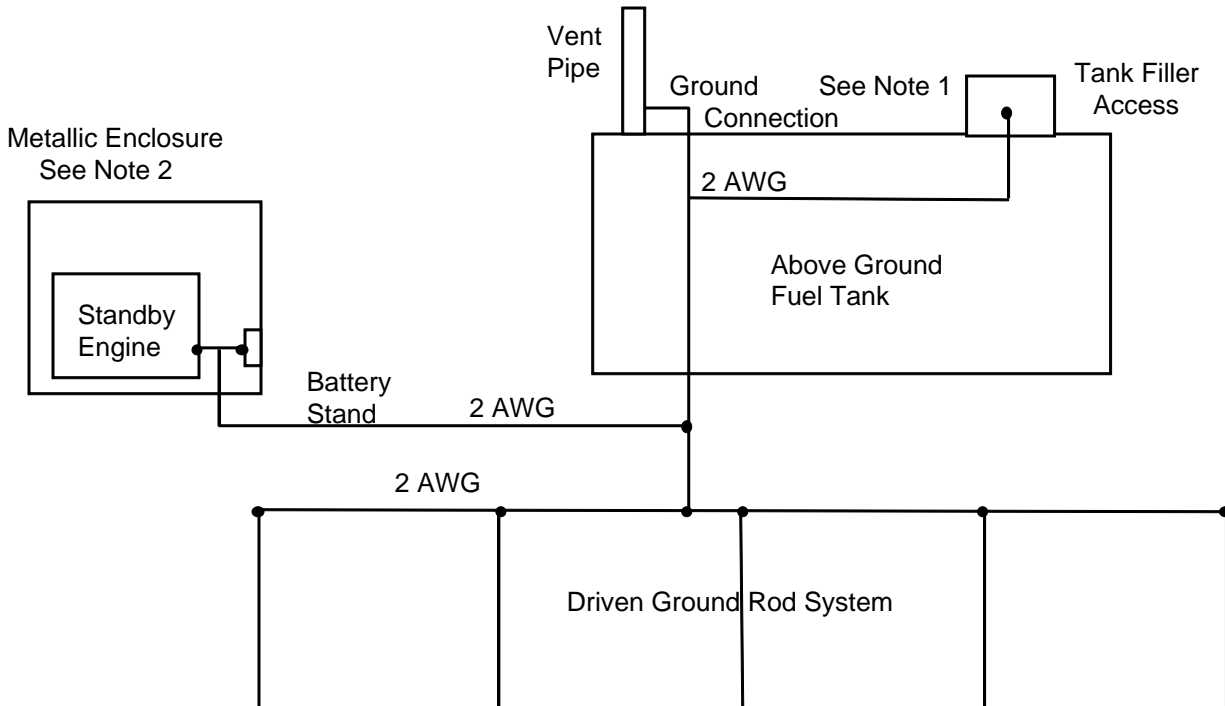 Vent
Pipe
Ground
Connection
See Note 1
Tank Filler
Access
Metallic Enclosure
See Note 2
2 AWG
Above Ground
Fuel Tank
Standby
Engine
Battery
Stand
2 AWG
2 AWG
Driven Ground Rod System